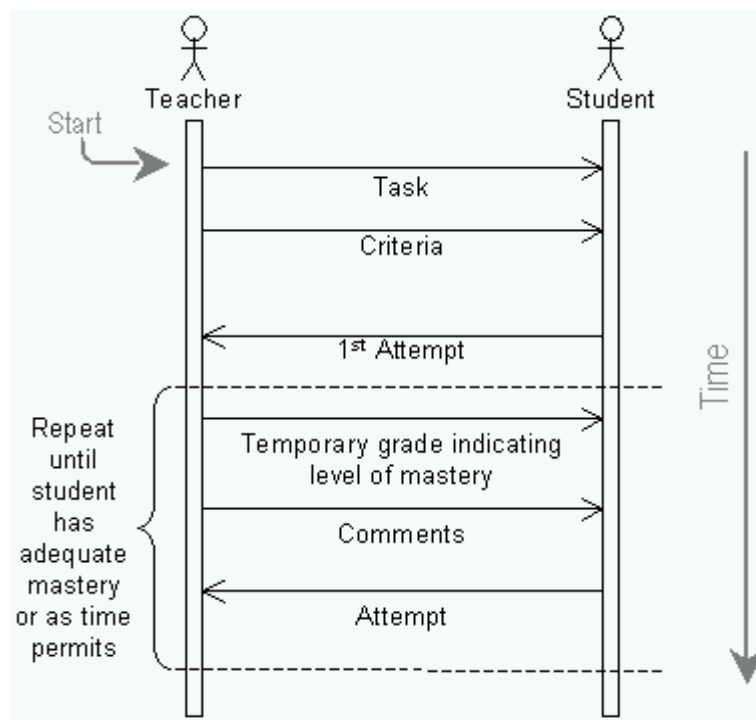 Teacher
Student
Start
Task
Criteria
1st Attempt
Time
Repeat
until
student
has
adequate
mastery
or as time
permits
Temporary grade indicating
level of mastery
Comments
Attempt